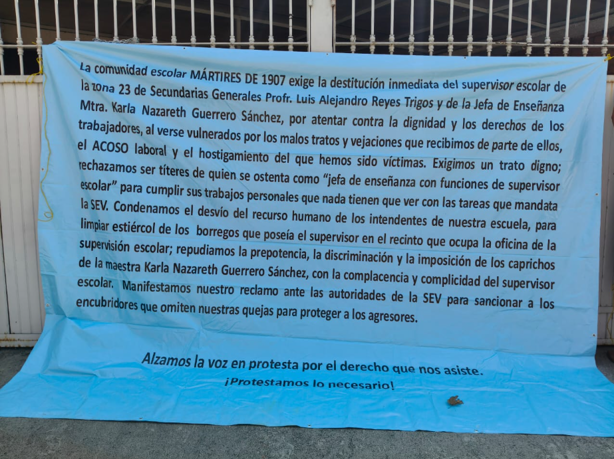 La comunidad escolar MÁRTIRES DE 1907 exige la destitución inmediata del supervisor escolar de
la zona 23 de Secundarias Generales Profr. Luis Alejandro Reyes Trigos y de la Jefa de Enseñanza
Mtra. Karla Nazareth Guerrero Sánchez, por atentar contra la dignidad y los derechos de los
trabajadores, al verse vulnerados por los malos tratos y vejaciones que recibimos de parte de ellos,
el ACOSO laboral y el hostigamiento del que hemos sido víctimas. Exigimos un trato digno;
rechazamos ser títeres de quien se ostenta como "jefa de enseñanza con funciones de supervisor
escolar" para cumplir sus trabajos personales que nada tienen que ver con las tareas que mandata
la SEV. Condenamos el desvío del recurso humano de los intendentes de nuestra escuela, para
limpiar estiércol de los borregos que poseía el supervisor en el recinto que ocupa la oficina de la
supervisión escolar; repudiamos la prepotencia, la discriminación y la imposición de los caprichos
de la maestra Karla Nazareth Guerrero Sánchez, con la complacencia y complicidad del supervisor
escolar. Manifestamos nuestro reclamo ante las autoridades de la SEV para sancionar a los
encubridores que omiten nuestras quejas para proteger a los agresores.
Alzamos la voz en protesta por el derecho que nos asiste.
¡Protestamos lo necesario!